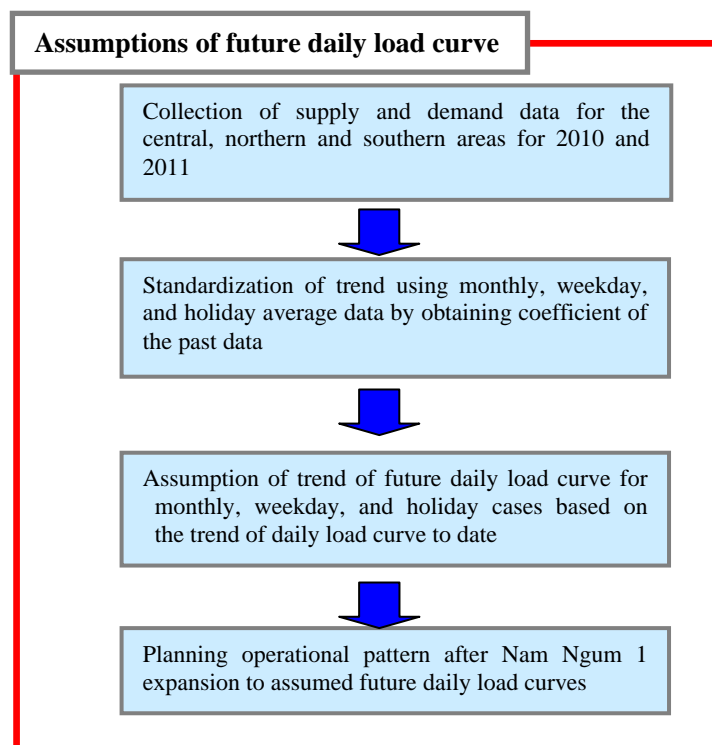 Assumptions of future daily load curve
Collection of supply and demand data for the
central, northern and southern areas for 2010 and
2011
Standardization of trend using monthly, weekday,
and holiday average data by obtaining coefficient of
the past data
Assumption of trend of future daily load curve for
monthly, weekday, and holiday cases based on
the trend of daily load curve to date
Planning operational pattern after Nam Ngum 1
expansion to assumed future daily load curves